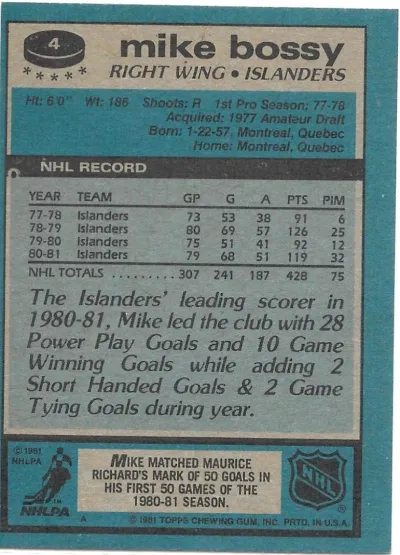 4
mike bossy
★★★★★
RIGHT WING • ISLANDERS
Ht: 6'0" Wt: 186 Shoots: R 1st Pro Season: 77-78
Acquired: 1977 Amateur Draft
Born: 1-22-57, Montreal, Quebec
Home: Montreal, Quebec
NHL RECORD
YEAR TEAM GP G A PTS PIM
77-78 Islanders 73 53 38 91 6
78-79 Islanders 80 69 57 126 25
79-80 Islanders 75 51 41 92 12
80-81 Islanders 79 68 51 119 32
NHL TOTALS ......... 307 241 187 428 75
The Islanders' leading scorer in
1980-81, Mike led the club with 28
Power Play Goals and 10 Game
Winning Goals while adding 2
Short Handed Goals & 2 Game
Tying Goals during year.
© 1981
NHLPA
NHLPA
MIKE MATCHED MAURICE
RICHARD'S MARK OF 50 GOALS IN
HIS FIRST 50 GAMES OF THE
1980-81 SEASON.
NHL
®
A © 1981 TOPPS CHEWING GUM, INC. PRTD. IN U.S.A.